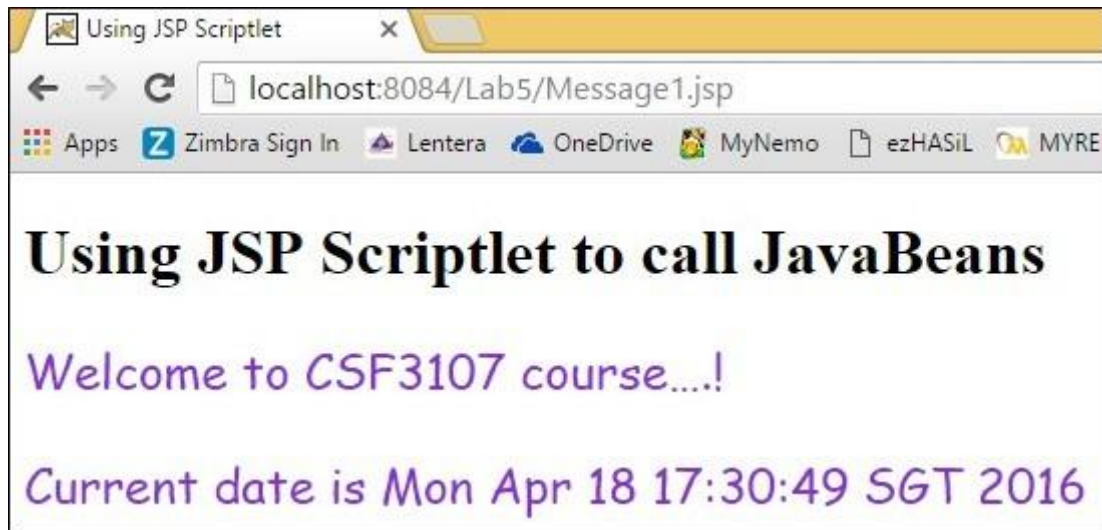 Using JSP Scriptlet
localhost:8084/Lab5/Message1.jsp
Apps Zimbra Sign In Lentera OneDrive MyNemo ezHASiL MYRE
Using JSP Scriptlet to call JavaBeans
Welcome to CSF3107 course....!
Current date is Mon Apr 18 17:30:49 SGT 2016